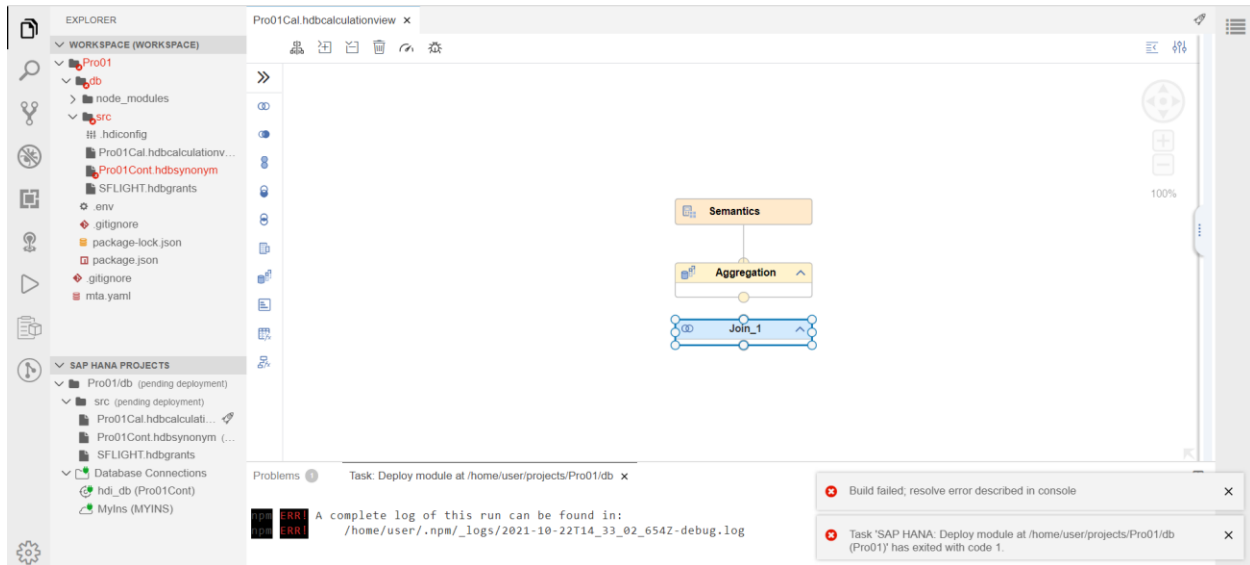 EXPLORER
WORKSPACE (WORKSPACE)
Pro01
db
node_modules
src
.hdiconfig
Pro01Cal.hdbcalculationv...
Pro01Cont.hdbsynonym
SFLIGHT.hdbgrants
.env
.gitignore
package-lock.json
package.json
.gitignore
mta.yaml
SAP HANA PROJECTS
Pro01/db (pending deployment)
src (pending deployment)
Pro01Cal.hdbcalculati...
Pro01Cont.hdbsynonym (...
SFLIGHT.hdbgrants
Database Connections
hdi_db (Pro01Cont)
MyIns (MYINS)
Pro01Cal.hdbcalculationview
100%
Semantics
Aggregation
Join_1
Problems 1 Task: Deploy module at /home/user/projects/Pro01/db
npm ERR! A complete log of this run can be found in:
npm ERR! /home/user/.npm/_logs/2021-10-22T14_33_02_654Z-debug.log
Build failed; resolve error described in console
Task 'SAP HANA: Deploy module at /home/user/projects/Pro01/db
(Pro01)' has exited with code 1.